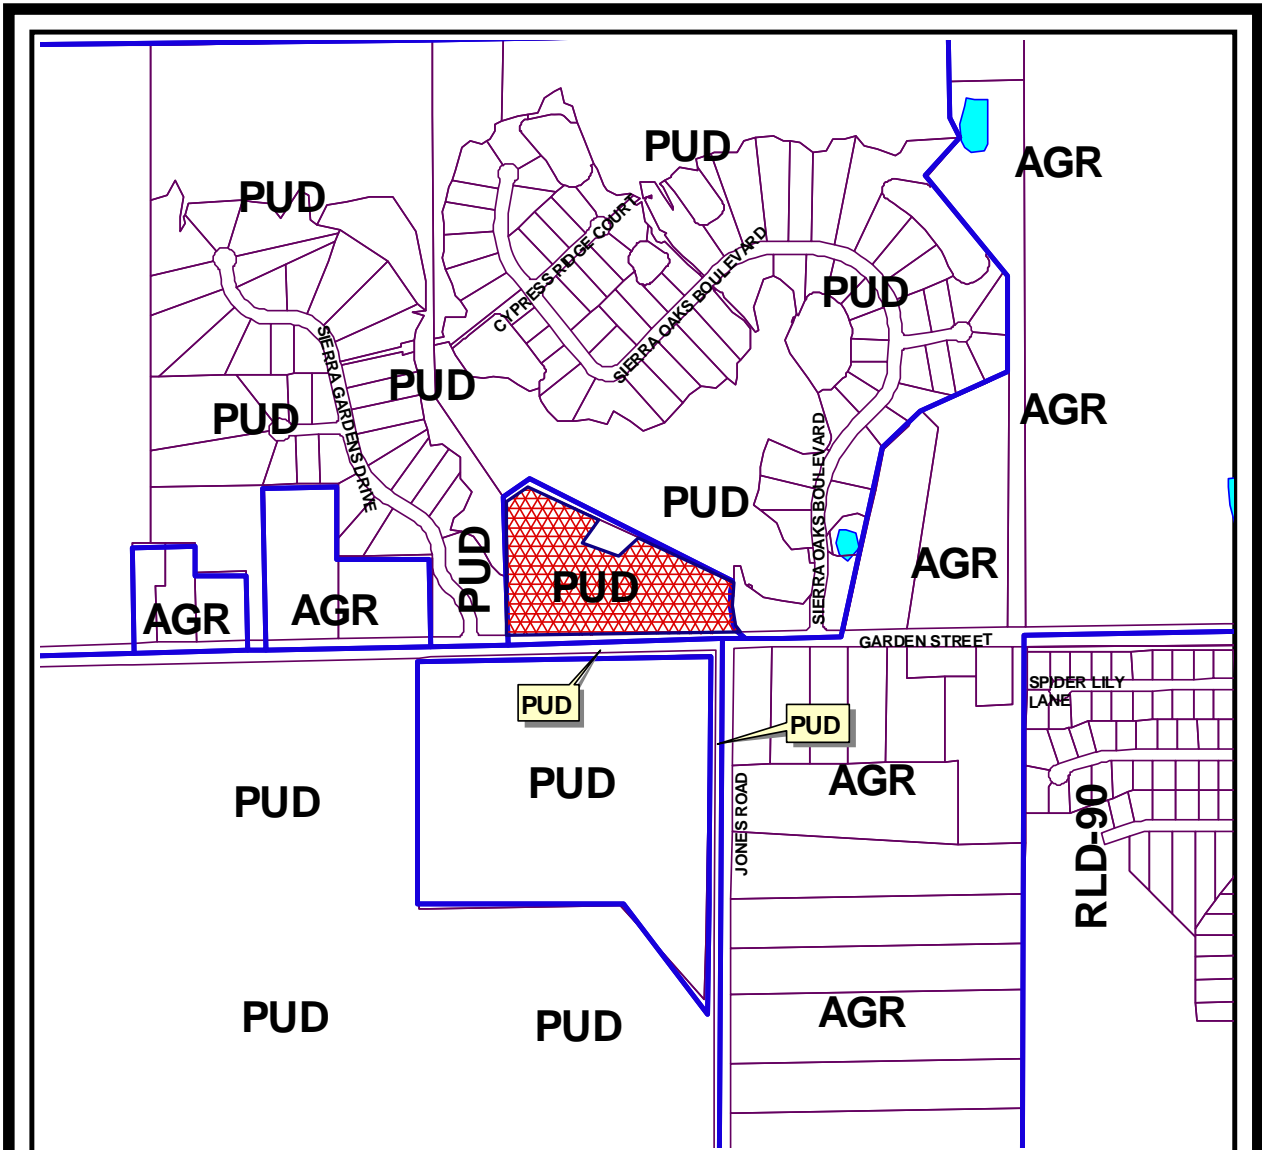 PUD
AGR
PUD
CYPRESS RIDGE COURT
SIERRA OAKS BOULEVARD
PUD
SIERRA GARDENS DRIVE
PUD
PUD
AGR
PUD
SIERRA OAKS BOULEVARD
PUD
PUD
AGR
AGR
AGR
GARDEN STREET
SPIDER LILY
LANE
PUD
PUD
PUD
PUD
JONES ROAD
AGR
RLD-90
PUD
PUD
AGR